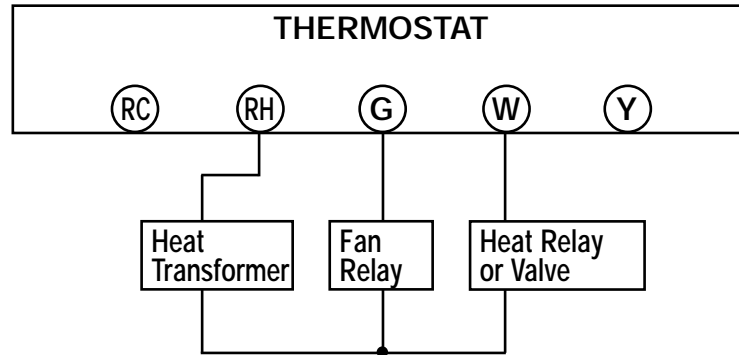 THERMOSTAT
RC RH G W Y
Heat
Transformer
Fan
Relay
Heat Relay
or Valve